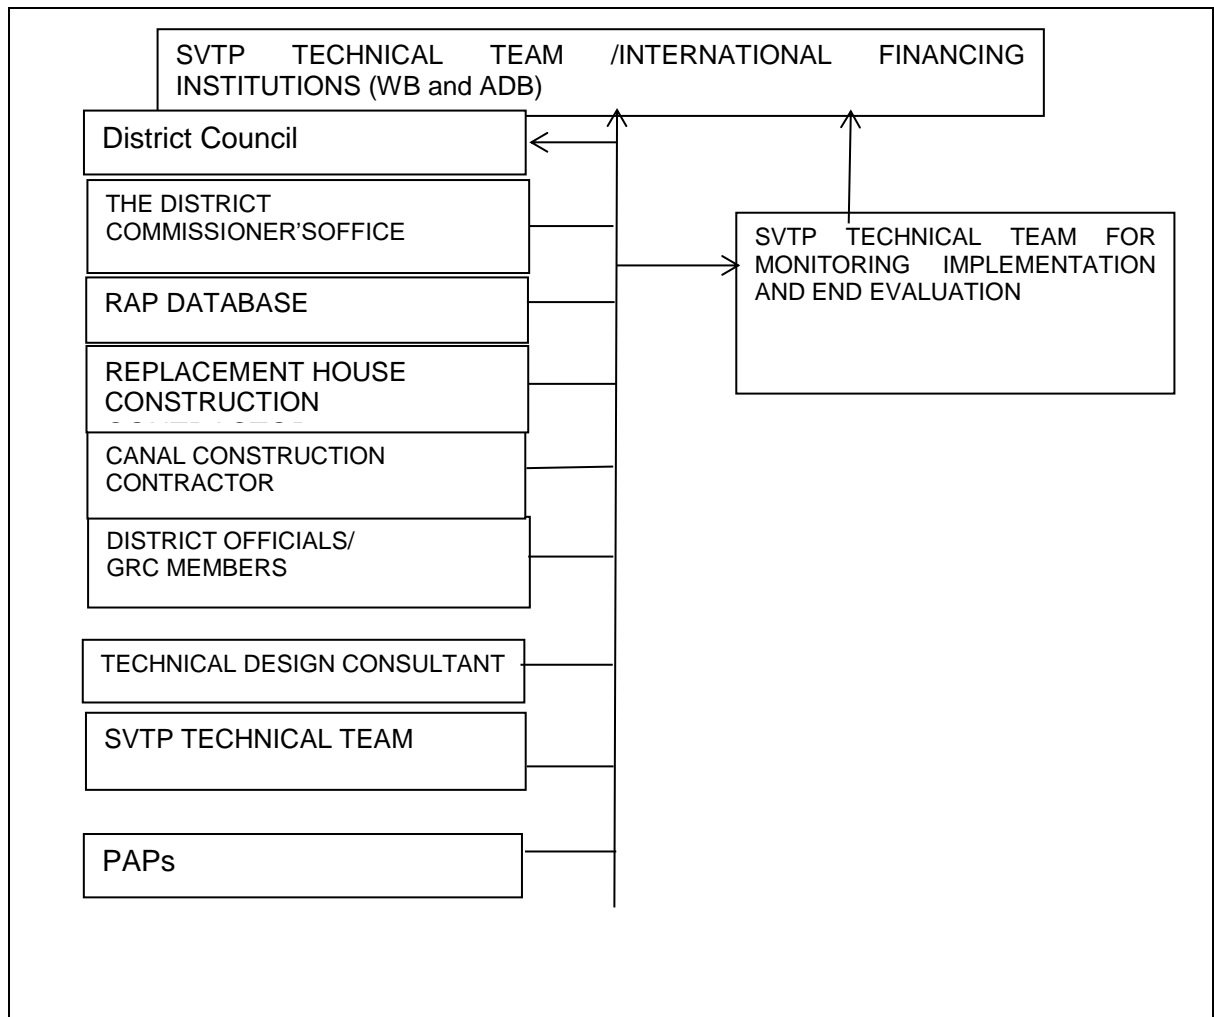 SVTP TECHNICAL TEAM /INTERNATIONAL FINANCING
INSTITUTIONS (WB and ADB)
District Council
THE DISTRICT
COMMISSIONER'SOFFICE
SVTP TECHNICAL TEAM FOR
MONITORING IMPLEMENTATION
AND END EVALUATION
RAP DATABASE
REPLACEMENT HOUSE
CONSTRUCTION
CANAL CONSTRUCTION
CONTRACTOR
DISTRICT OFFICIALS/
GRC MEMBERS
TECHNICAL DESIGN CONSULTANT
SVTP TECHNICAL TEAM
PAPs